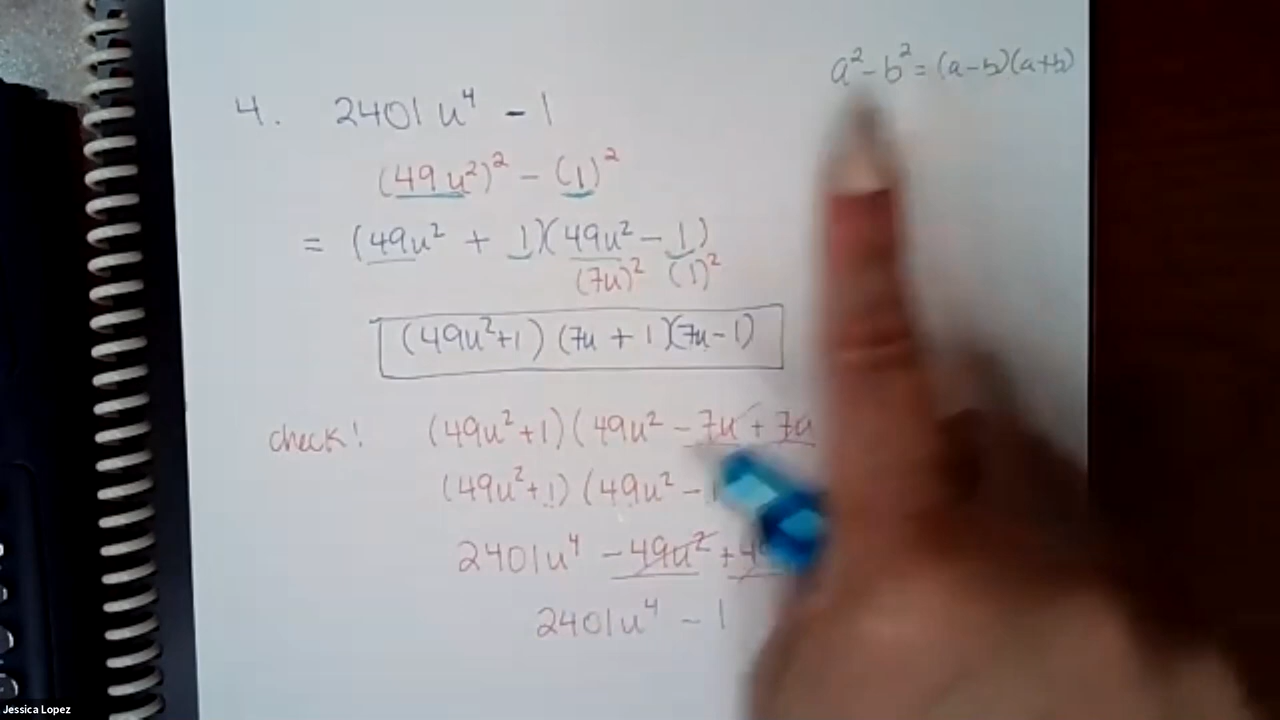 a² - b² = (a-b)(a+b)
4. 2401u⁴ - 1
(49u²)² - (1)²
= (49u² + 1)(49u² - 1)
(7u)² (1)²
(49u²+1)(7u + 1)(7u-1)
check! (49u²+1)(49u² - 7u + 7u
(49u²+1)(49u² - 1
2401u⁴ - 49u² + 49
2401u⁴ - 1
Jessica Lopez